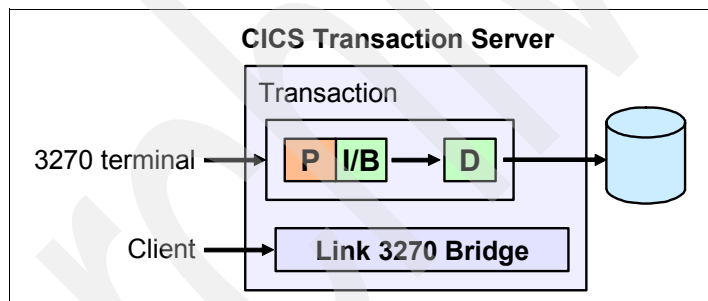 CICS Transaction Server
Transaction
3270 terminal
P I/B D
Client
Link 3270 Bridge